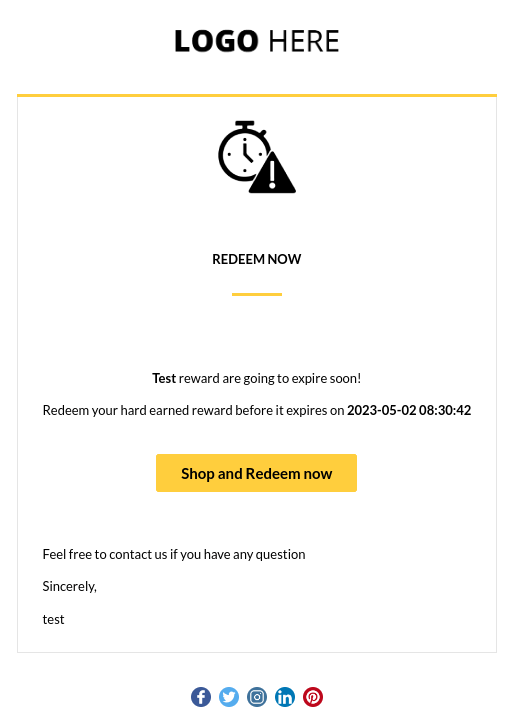 LOGO HERE
REDEEM NOW
Test reward are going to expire soon!
Redeem your hard earned reward before it expires on 2023-05-02 08:30:42
Shop and Redeem now
Feel free to contact us if you have any question
Sincerely,
test